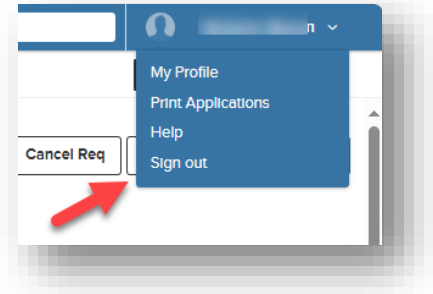 My Profile
Print Applications
Help
Sign out
Cancel Req